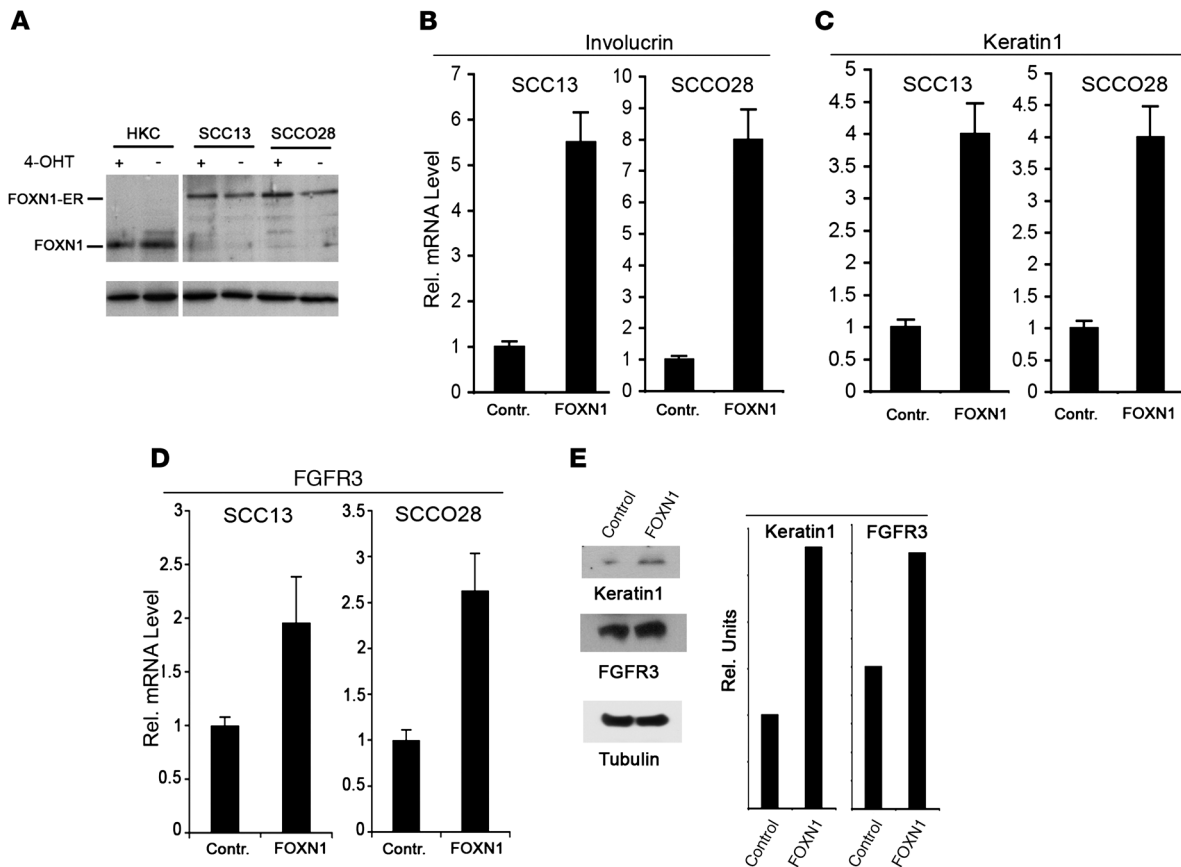 A
HKC SCC13 SCCO28
4-OHT + - + - + -
FOXN1-ER
FOXN1
B
Involucrin
SCC13
Rel. mRNA Level
7
6
5
4
3
2
1
0
Contr. FOXN1
SCCO28
10
9
8
7
6
5
4
3
2
1
0
Contr. FOXN1
C
Keratin1
SCC13
5
4.5
4
3.5
3
2.5
2
1.5
1
0.5
0
Contr. FOXN1
SCCO28
5
4.5
4
3.5
3
2.5
2
1.5
1
0.5
0
Contr. FOXN1
D
FGFR3
SCC13
Rel. mRNA Level
3
2.5
2
1.5
1
0.5
0
Contr. FOXN1
SCCO28
3.5
3
2.5
2
1.5
1
0.5
0
Contr. FOXN1
E
Control FOXN1
Keratin1
FGFR3
Tubulin
Keratin1 FGFR3
Rel. Units
Control FOXN1 Control FOXN1